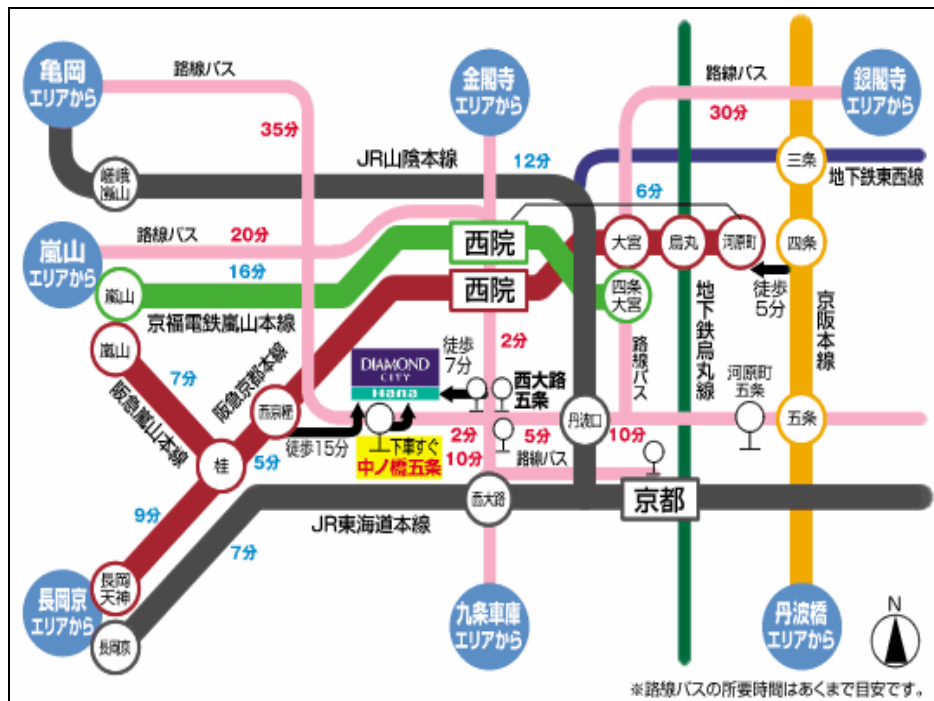 亀岡
エリアから
路線バス
35分
金閣寺
エリアから
12分
路線バス
30分
銀閣寺
エリアから
JR山陰本線
嵯峨
嵐山
三条
地下鉄東西線
6分
嵐山
エリアから
路線バス
20分
16分
西院
西院
大宮
烏丸
河原町
四条
徒歩
5分
嵐山
京福電鉄嵐山本線
四条
大宮
地下鉄烏丸線
京阪本線
嵐山
7分
阪急嵐山本線
阪急京都本線
西京極
DIAMOND
CITY
Hana
徒歩
7分
2分
西大路
五条
路線バス
河原町
五条
丹波口
五条
桂
5分
徒歩15分
下車すぐ
中ノ橋五条
2分
10分
5分
路線バス
10分
9分
西大路
京都
JR東海道本線
7分
長岡京
エリアから
長岡
天神
長岡京
九条車庫
エリアから
丹波橋
エリアから
N
※路線バスの所要時間はあくまで目安です。